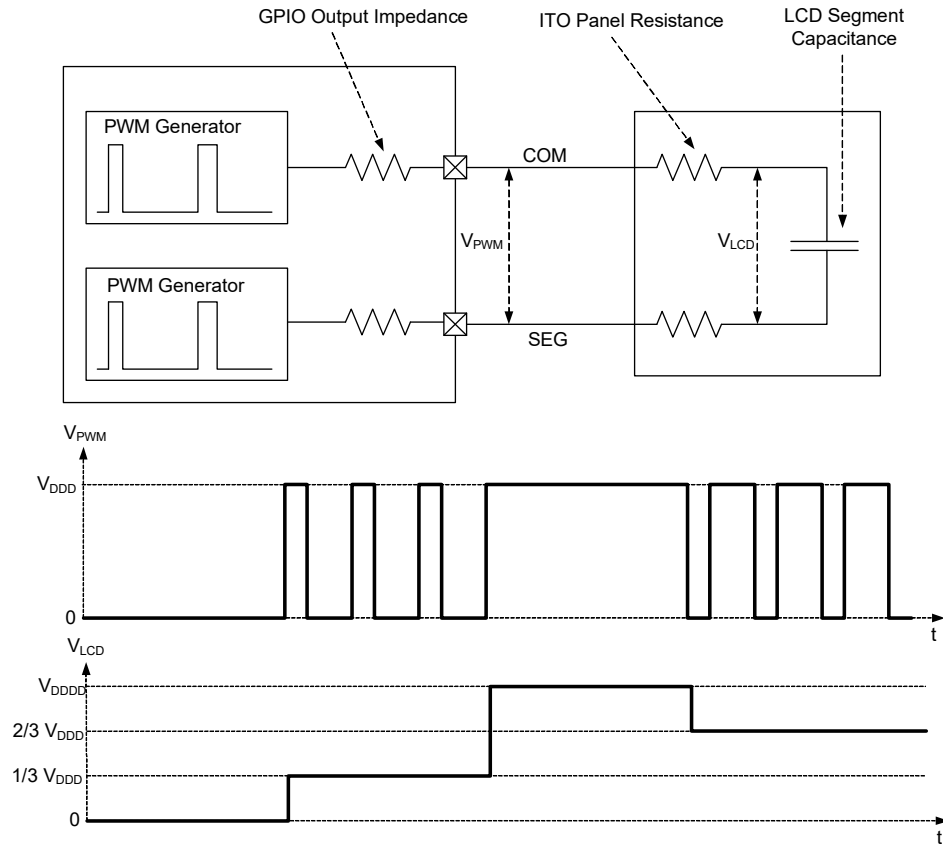 GPIO Output Impedance
ITO Panel Resistance
LCD Segment
Capacitance
PWM Generator
COM
VPWM
VLCD
PWM Generator
SEG
VPWM
VDDD
0
t
VLCD
VDDDD
2/3 VDDD
1/3 VDDD
0
t